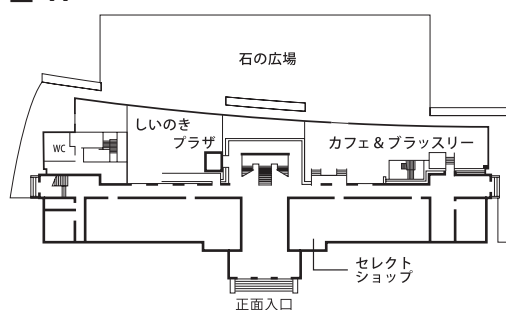 石の広場
しいのき
プラザ
WC
カフェ&ブラッスリー
セレクト
ショップ
正面入口